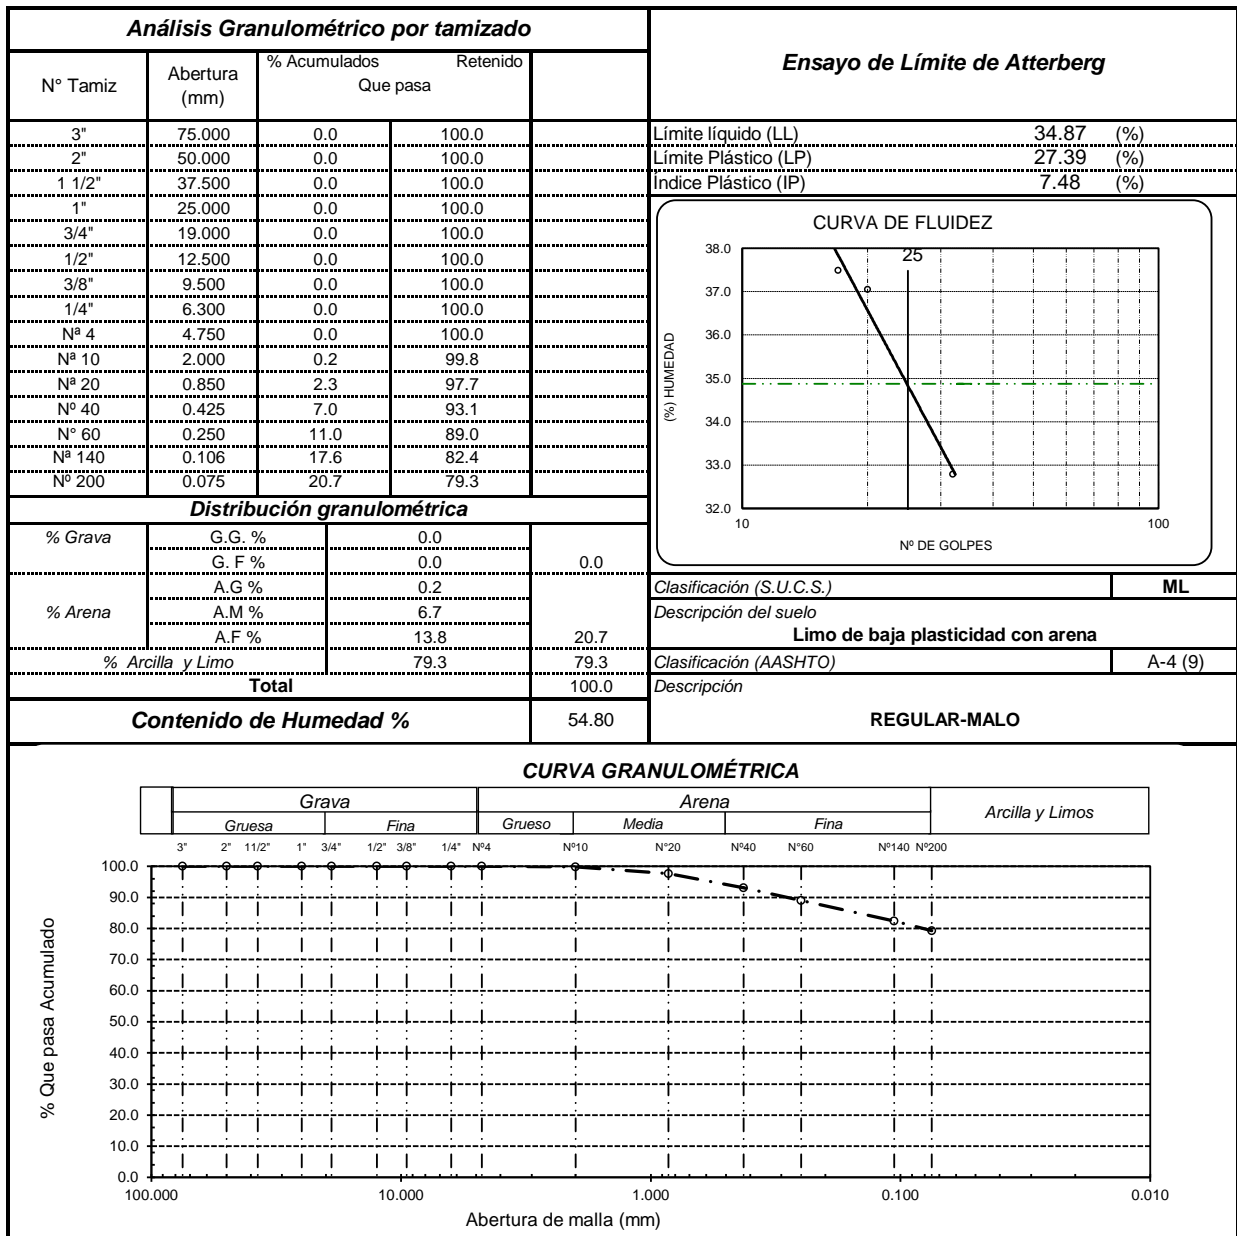 Análisis Granulométrico por tamizado
N° Tamiz
Abertura
(mm)
% Acumulados Retenido
Que pasa
3" 75.000 0.0 100.0
2" 50.000 0.0 100.0
1 1/2" 37.500 0.0 100.0
1" 25.000 0.0 100.0
3/4" 19.000 0.0 100.0
1/2" 12.500 0.0 100.0
3/8" 9.500 0.0 100.0
1/4" 6.300 0.0 100.0
Nª 4 4.750 0.0 100.0
Nª 10 2.000 0.2 99.8
Nª 20 0.850 2.3 97.7
Nº 40 0.425 7.0 93.1
N° 60 0.250 11.0 89.0
Nª 140 0.106 17.6 82.4
Nº 200 0.075 20.7 79.3
Distribución granulométrica
% Grava G.G. % 0.0
G. F % 0.0 0.0
A.G % 0.2
% Arena A.M % 6.7
A.F % 13.8 20.7
% Arcilla y Limo 79.3 79.3
Total 100.0
Contenido de Humedad % 54.80
Ensayo de Límite de Atterberg
Límite líquido (LL) 34.87 (%)
Límite Plástico (LP) 27.39 (%)
Índice Plástico (IP) 7.48 (%)
CURVA DE FLUIDEZ
25
(%) HUMEDAD
38.0
37.0
36.0
35.0
34.0
33.0
32.0
10 100
Nº DE GOLPES
Clasificación (S.U.C.S.) ML
Descripción del suelo
Limo de baja plasticidad con arena
Clasificación (AASHTO) A-4 (9)
Descripción
REGULAR-MALO
CURVA GRANULOMÉTRICA
Grava Arena Arcilla y Limos
Gruesa Fina Grueso Media Fina
3" 2" 11/2" 1" 3/4" 1/2" 3/8" 1/4" Nº4 Nº10 N°20 Nº40 N°60 Nº140 Nº200
% Que pasa Acumulado
100.0
90.0
80.0
70.0
60.0
50.0
40.0
30.0
20.0
10.0
0.0
100.000 10.000 1.000 0.100 0.010
Abertura de malla (mm)